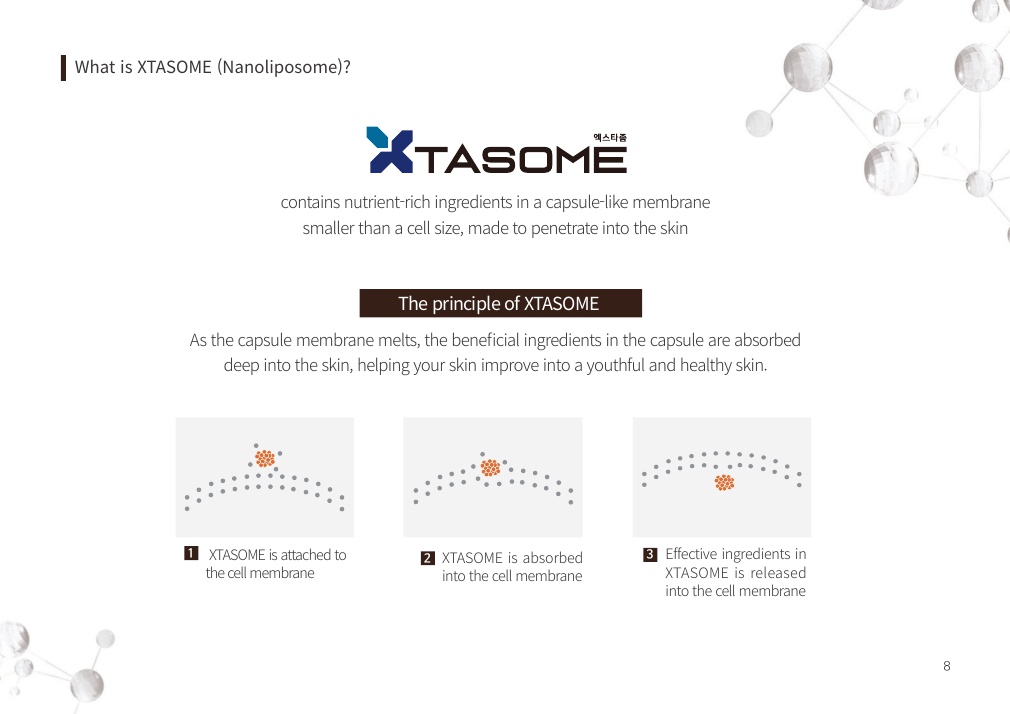 What is XTASOME (Nanoliposome)?
엑스타좀
XTASOME
contains nutrient-rich ingredients in a capsule-like membrane
smaller than a cell size, made to penetrate into the skin
The principle of XTASOME
As the capsule membrane melts, the beneficial ingredients in the capsule are absorbed
deep into the skin, helping your skin improve into a youthful and healthy skin.
1 XTASOME is attached to
the cell membrane
2 XTASOME is absorbed
into the cell membrane
3 Effective ingredients in
XTASOME is released
into the cell membrane
8